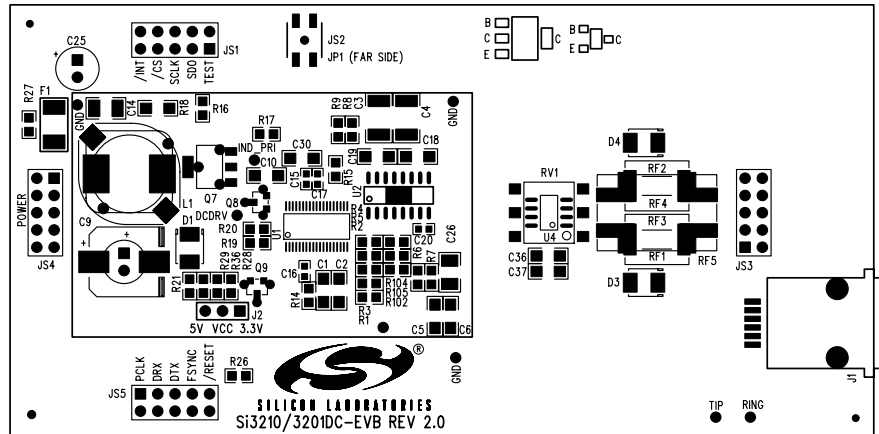 C25
JS1
/INT
/CS
SCLK
SDO
TEST
JS2
JP1 (FAR SIDE)
B
C
E
C
B
E
C
R27
F1
GND
C14
R18
R16
R17
R9
R8
C3
C4
GND
IND_PRI
C30
C10
C15
C17
R15
C19
C18
U2
D4
RF2
RF4
RF3
RF1
RF5
D3
RV1
U4
C36
C37
POWER
JS4
L1
C9
D1
Q7
DCDRV
Q8
R20
R19
U1
R4
R5
R2
C20
C26
R6
R7
JS3
R21
R29
R36
R28
Q9
C16
R14
C1
C2
R104
R105
R102
R3
R1
C5
C6
J2
5V VCC 3.3V
JS5
PCLK
DRX
DTX
FSYNC
/RESET
R26
®
GND
J1
SILICON LABORATORIES
Si3210/3201DC-EVB REV 2.0
TIP
RING